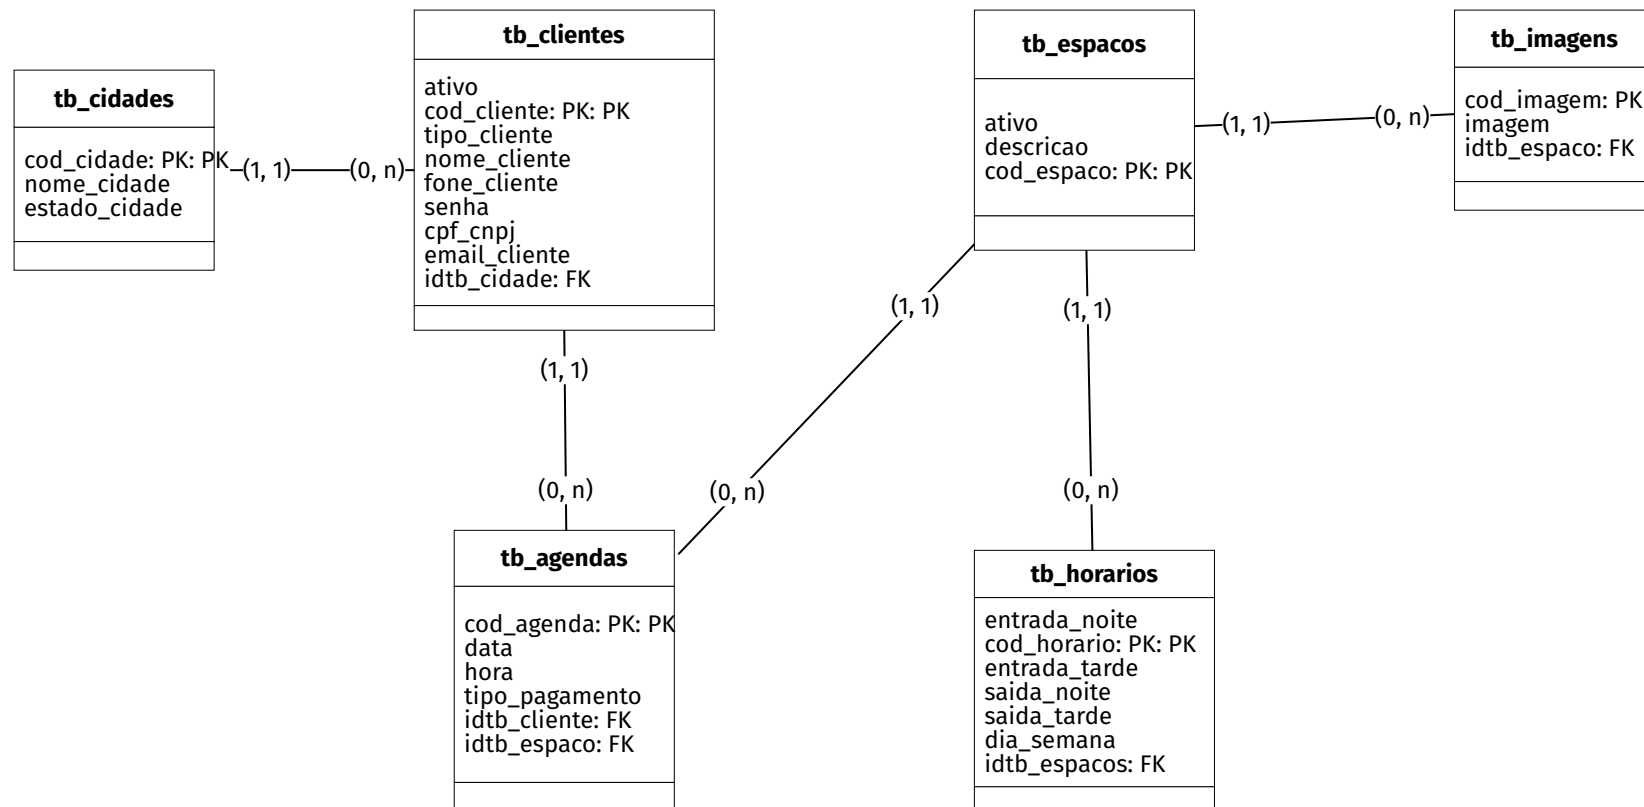 tb_cidades
cod_cidade: PK: PK
nome_cidade
estado_cidade
(1, 1)
(0, n)
tb_clientes
ativo
cod_cliente: PK: PK
tipo_cliente
nome_cliente
fone_cliente
senha
cpf_cnpj
email_cliente
idtb_cidade: FK
(1, 1)
(0, n)
tb_espacos
ativo
descricao
cod_espaco: PK: PK
(1, 1)
(0, n)
tb_imagens
cod_imagem: PK
imagem
idtb_espaco: FK
(1, 1)
(0, n)
(1, 1)
(0, n)
tb_agendas
cod_agenda: PK: PK
data
hora
tipo_pagamento
idtb_cliente: FK
idtb_espaco: FK
tb_horarios
entrada_noite
cod_horario: PK: PK
entrada_tarde
saida_noite
saida_tarde
dia_semana
idtb_espacos: FK